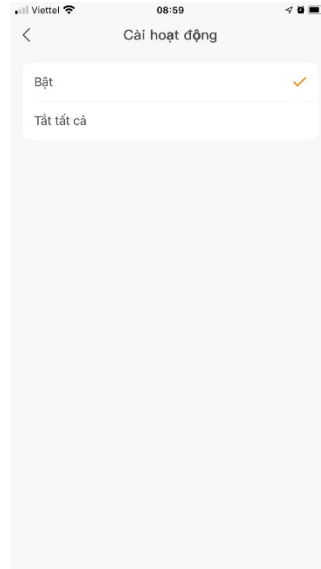 Viettel 08:59
Cài hoạt động
Bật
Tắt tất cả